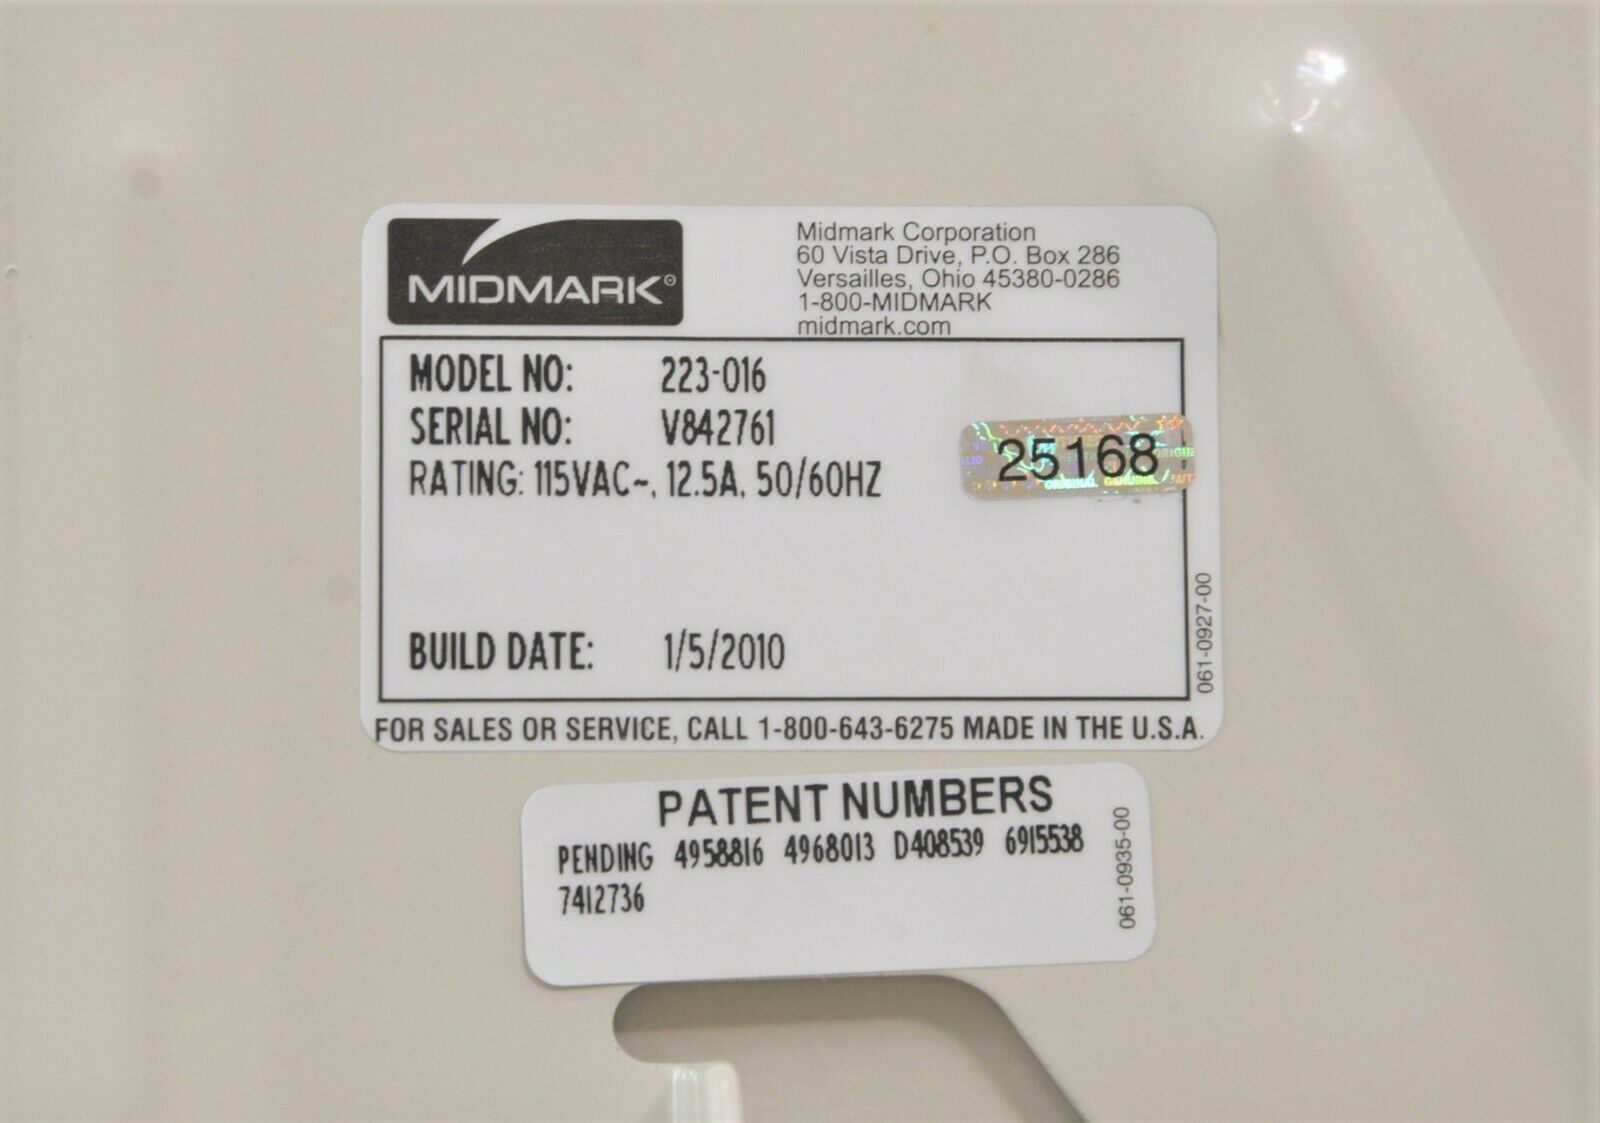 MIDMARK®
Midmark Corporation
60 Vista Drive, P.O. Box 286
Versailles, Ohio 45380-0286
1-800-MIDMARK
midmark.com
MODEL NO: 223-016
SERIAL NO: V842761
RATING: 115VAC~, 12.5A, 50/60HZ
25168
ORIGINAL GENUINE
BUILD DATE: 1/5/2010
061-0927-00
FOR SALES OR SERVICE, CALL 1-800-643-6275 MADE IN THE U.S.A.
PATENT NUMBERS
PENDING 4958816 4968013 D408539 6915538
7412736
061-0935-00